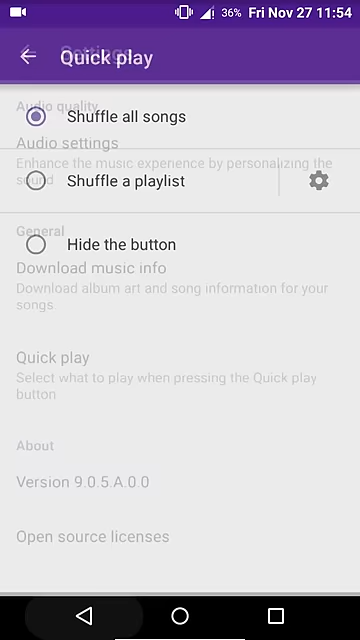 36% Fri Nov 27 11:54
Settings
Quick play
Audio quality
Shuffle all songs
Audio settings
Enhance the music experience by personalizing the
sound
Shuffle a playlist
General
Hide the button
Download music info
Download album art and song information for your
songs
Quick play
Select what to play when pressing the Quick play
button
About
Version 9.0.5.A.0.0
Open source licenses